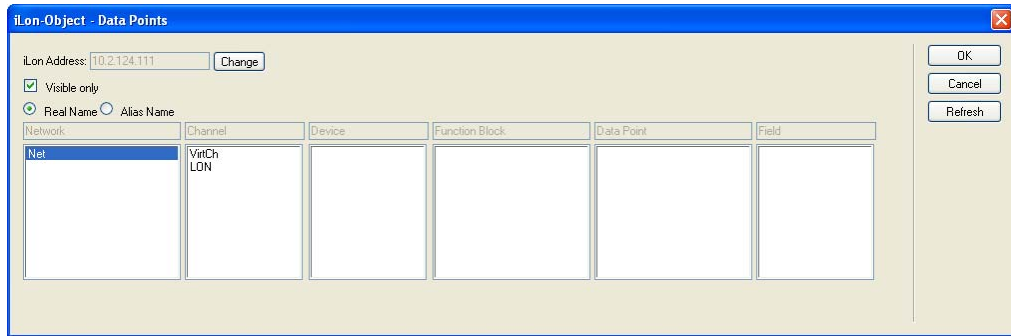 iLon-Object - Data Points
iLon Address: 10.2.124.111 Change
Visible only
Real Name Alias Name
Network Channel Device Function Block Data Point Field
Net VirtCh
LON
OK
Cancel
Refresh